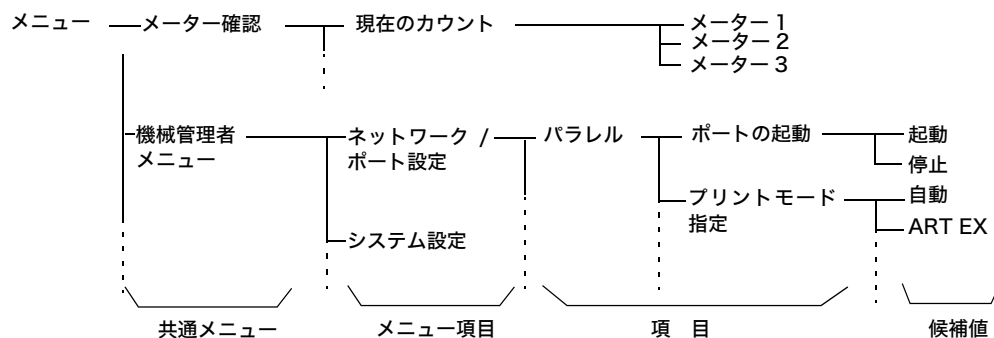 メニュー メーター確認 現在のカウント メーター 1
メーター 2
メーター 3
機械管理者 ネットワーク / パラレル ポートの起動 起動
メニュー ポート設定 停止
プリントモード 自動
指定 ART EX
システム設定
共通メニュー メニュー項目 項　目 候補値